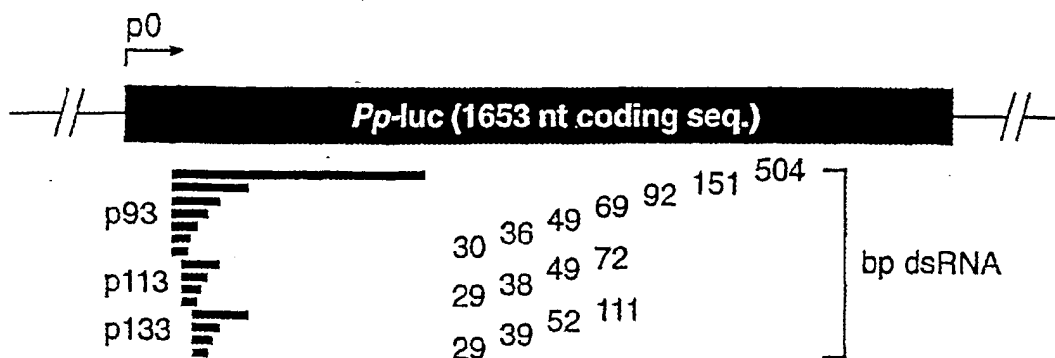 p0
Pp-luc (1653 nt coding seq.)
p93
30 36 49 69 92 151 504
p113
29 38 49 72
p133
29 39 52 111
bp dsRNA